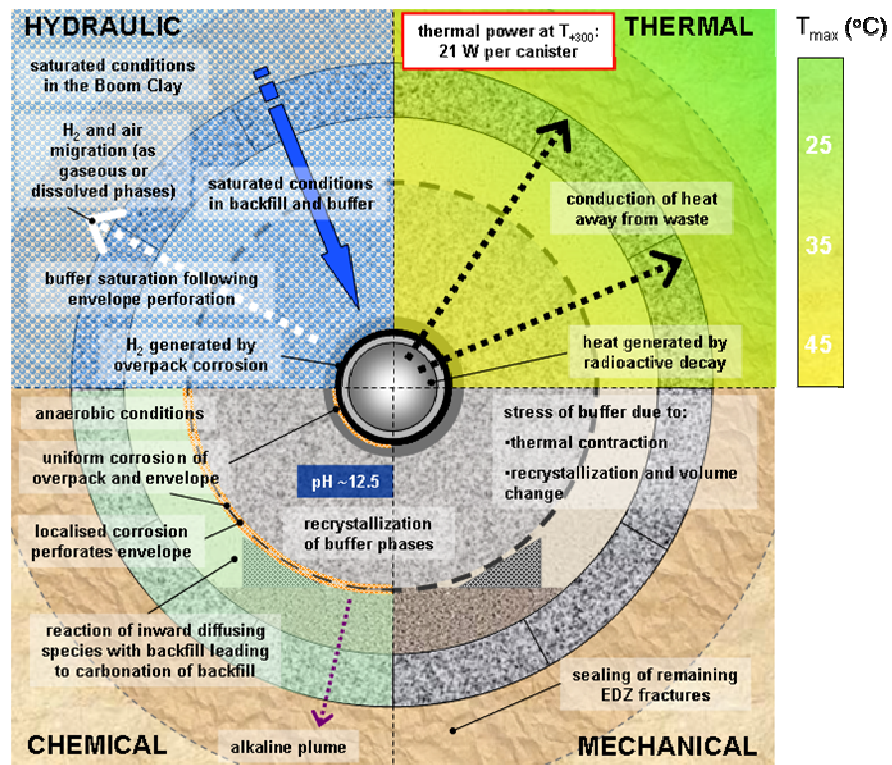 HYDRAULIC
saturated conditions
in the Boom Clay
H2 and air
migration (as
gaseous or
dissolved phases)
saturated conditions
in backfill and buffer
buffer saturation following
envelope perforation
H2 generated by
overpack corrosion
thermal power at T+300:
21 W per canister
THERMAL
conduction of heat
away from waste
heat generated by
radioactive decay
Tmax (°C)
25
35
45
anaerobic conditions
uniform corrosion of
overpack and envelope
localised corrosion
perforates envelope
pH ~12.5
recrystallization
of buffer phases
reaction of inward diffusing
species with backfill leading
to carbonation of backfill
alkaline plume
CHEMICAL
stress of buffer due to:
•thermal contraction
•recrystallization and volume
change
sealing of remaining
EDZ fractures
MECHANICAL